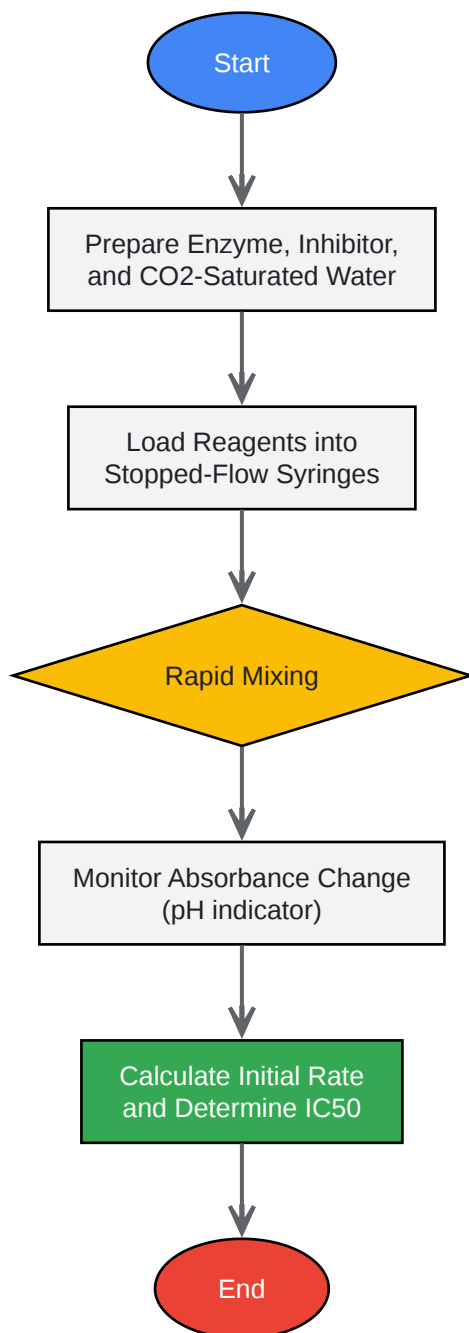 Start
Prepare Enzyme, Inhibitor,
and CO2-Saturated Water
Load Reagents into
Stopped-Flow Syringes
Rapid Mixing
Monitor Absorbance Change
(pH indicator)
Calculate Initial Rate
and Determine IC50
End